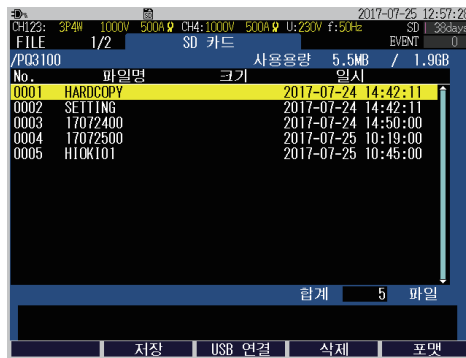 2017-07-25 12:57:2
CH123: 3P4W 1000V 500A CH4:1000V 500A U:230V f:50Hz SD 38days
FILE 1/2 SD 카드 EVENT 0
/PQ3100 사용용량 5.5MB / 1.9GB
No. 파일명 크기 일시
0001 HARDCOPY 2017-07-24 14:42:11
0002 SETTING 2017-07-24 14:42:11
0003 17072400 2017-07-24 14:50:00
0004 17072500 2017-07-25 10:19:00
0005 HIOKI01 2017-07-25 10:45:00
합계 5 파일
저장 USB 연결 삭제 포맷